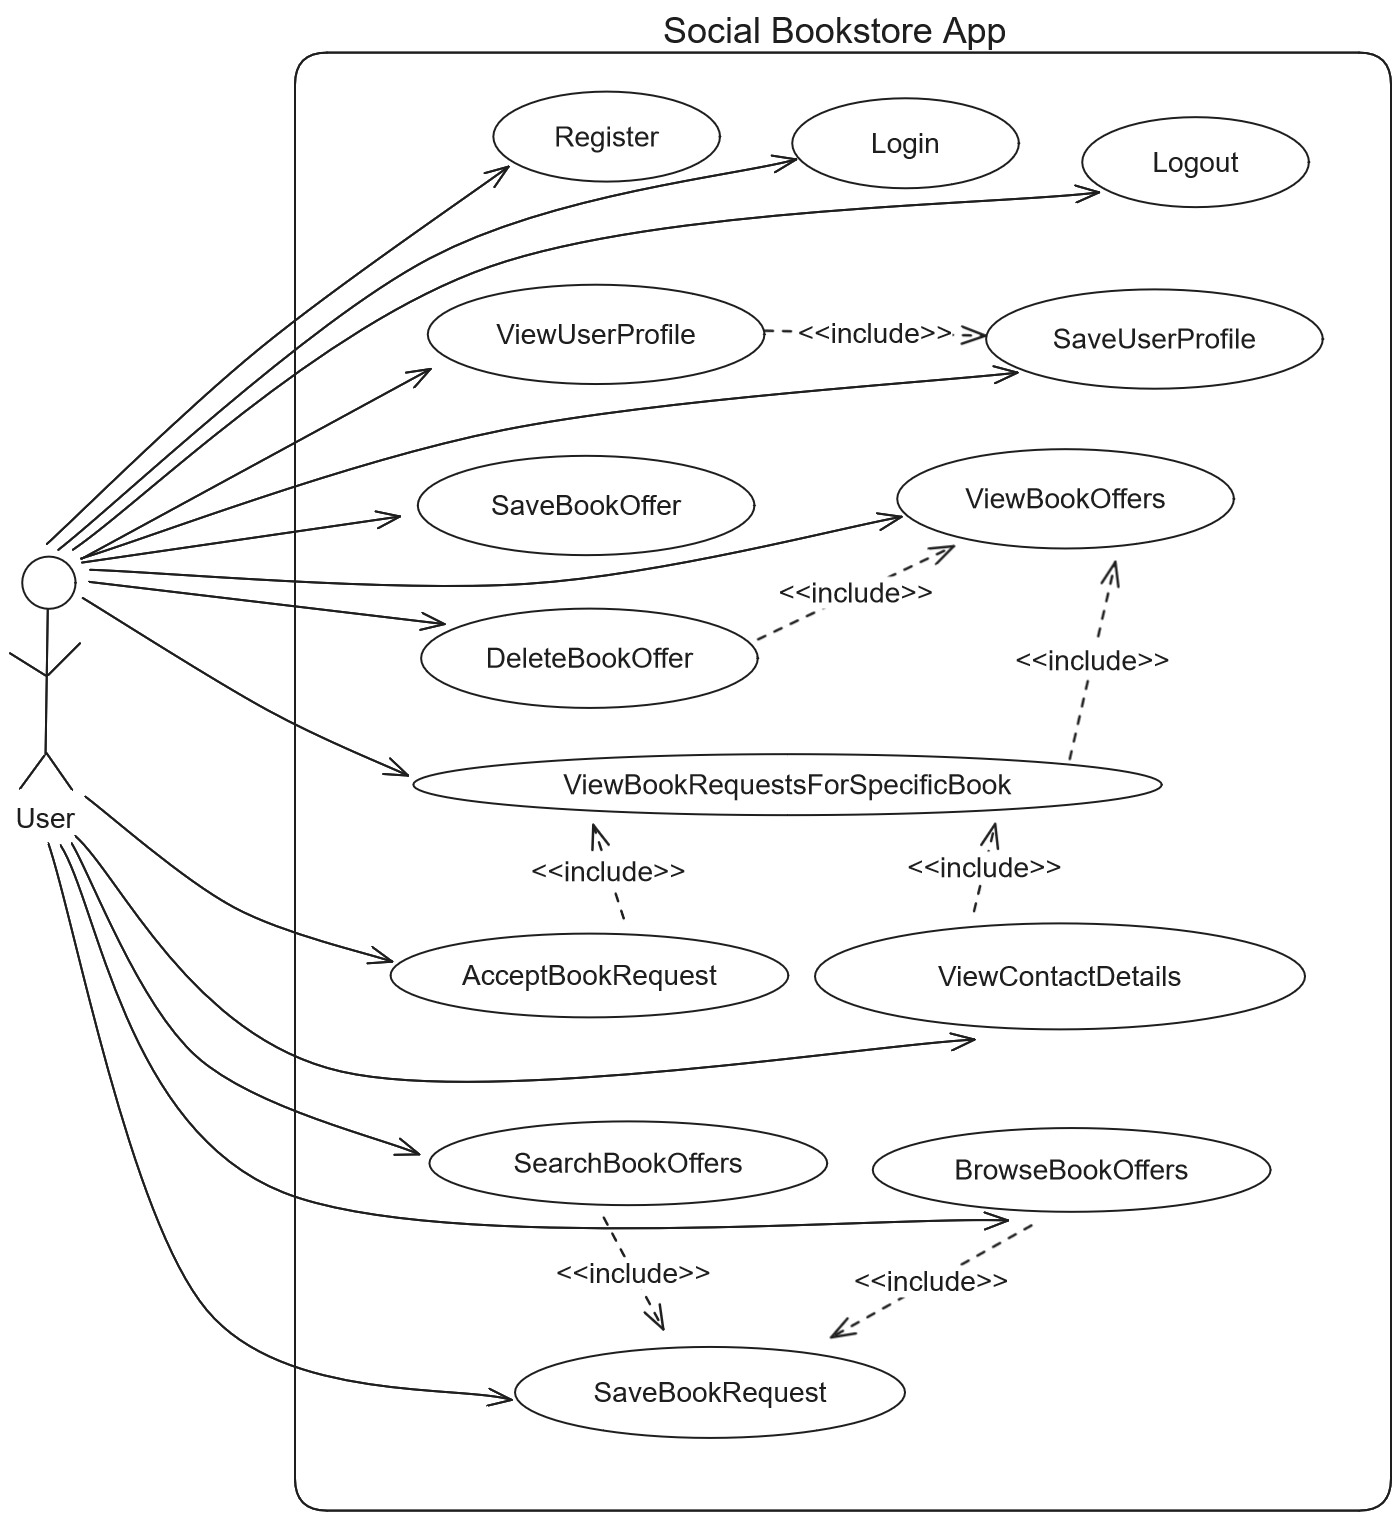 Social Bookstore App
Register
Login
Logout
ViewUserProfile
<<include>>
SaveUserProfile
SaveBookOffer
ViewBookOffers
<<include>>
DeleteBookOffer
<<include>>
ViewBookRequestsForSpecificBook
User
<<include>>
<<include>>
AcceptBookRequest
ViewContactDetails
SearchBookOffers
BrowseBookOffers
<<include>>
<<include>>
SaveBookRequest